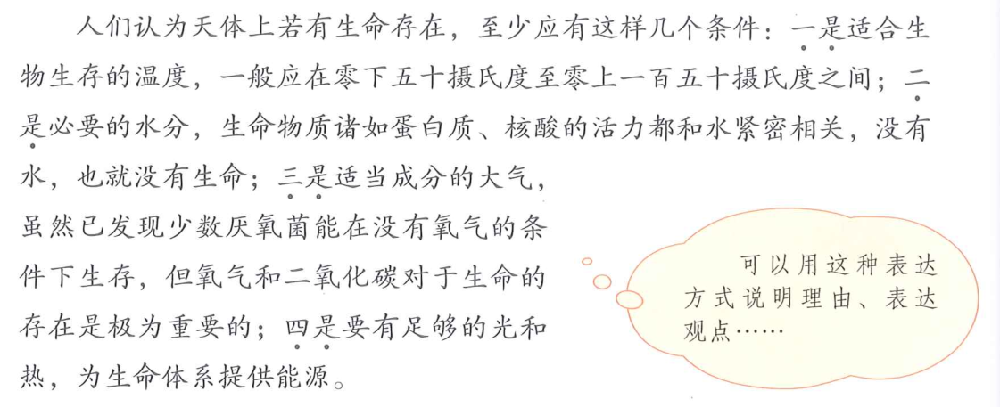 人们认为天体上若有生命存在，至少应有这样几个条件：一是适合生
物生存的温度，一般应在零下五十摄氏度至零上一百五十摄氏度之间；二
是必要的水分，生命物质诸如蛋白质、核酸的活力都和水紧密相关，没有
水，也就没有生命；三是适当成分的大气，
虽然已发现少数厌氧菌能在没有氧气的条
件下生存，但氧气和二氧化碳对于生命的
存在是极为重要的；四是要有足够的光和
热，为生命体系提供能源。
可以用这种表达
方式说明理由、表达
观点……